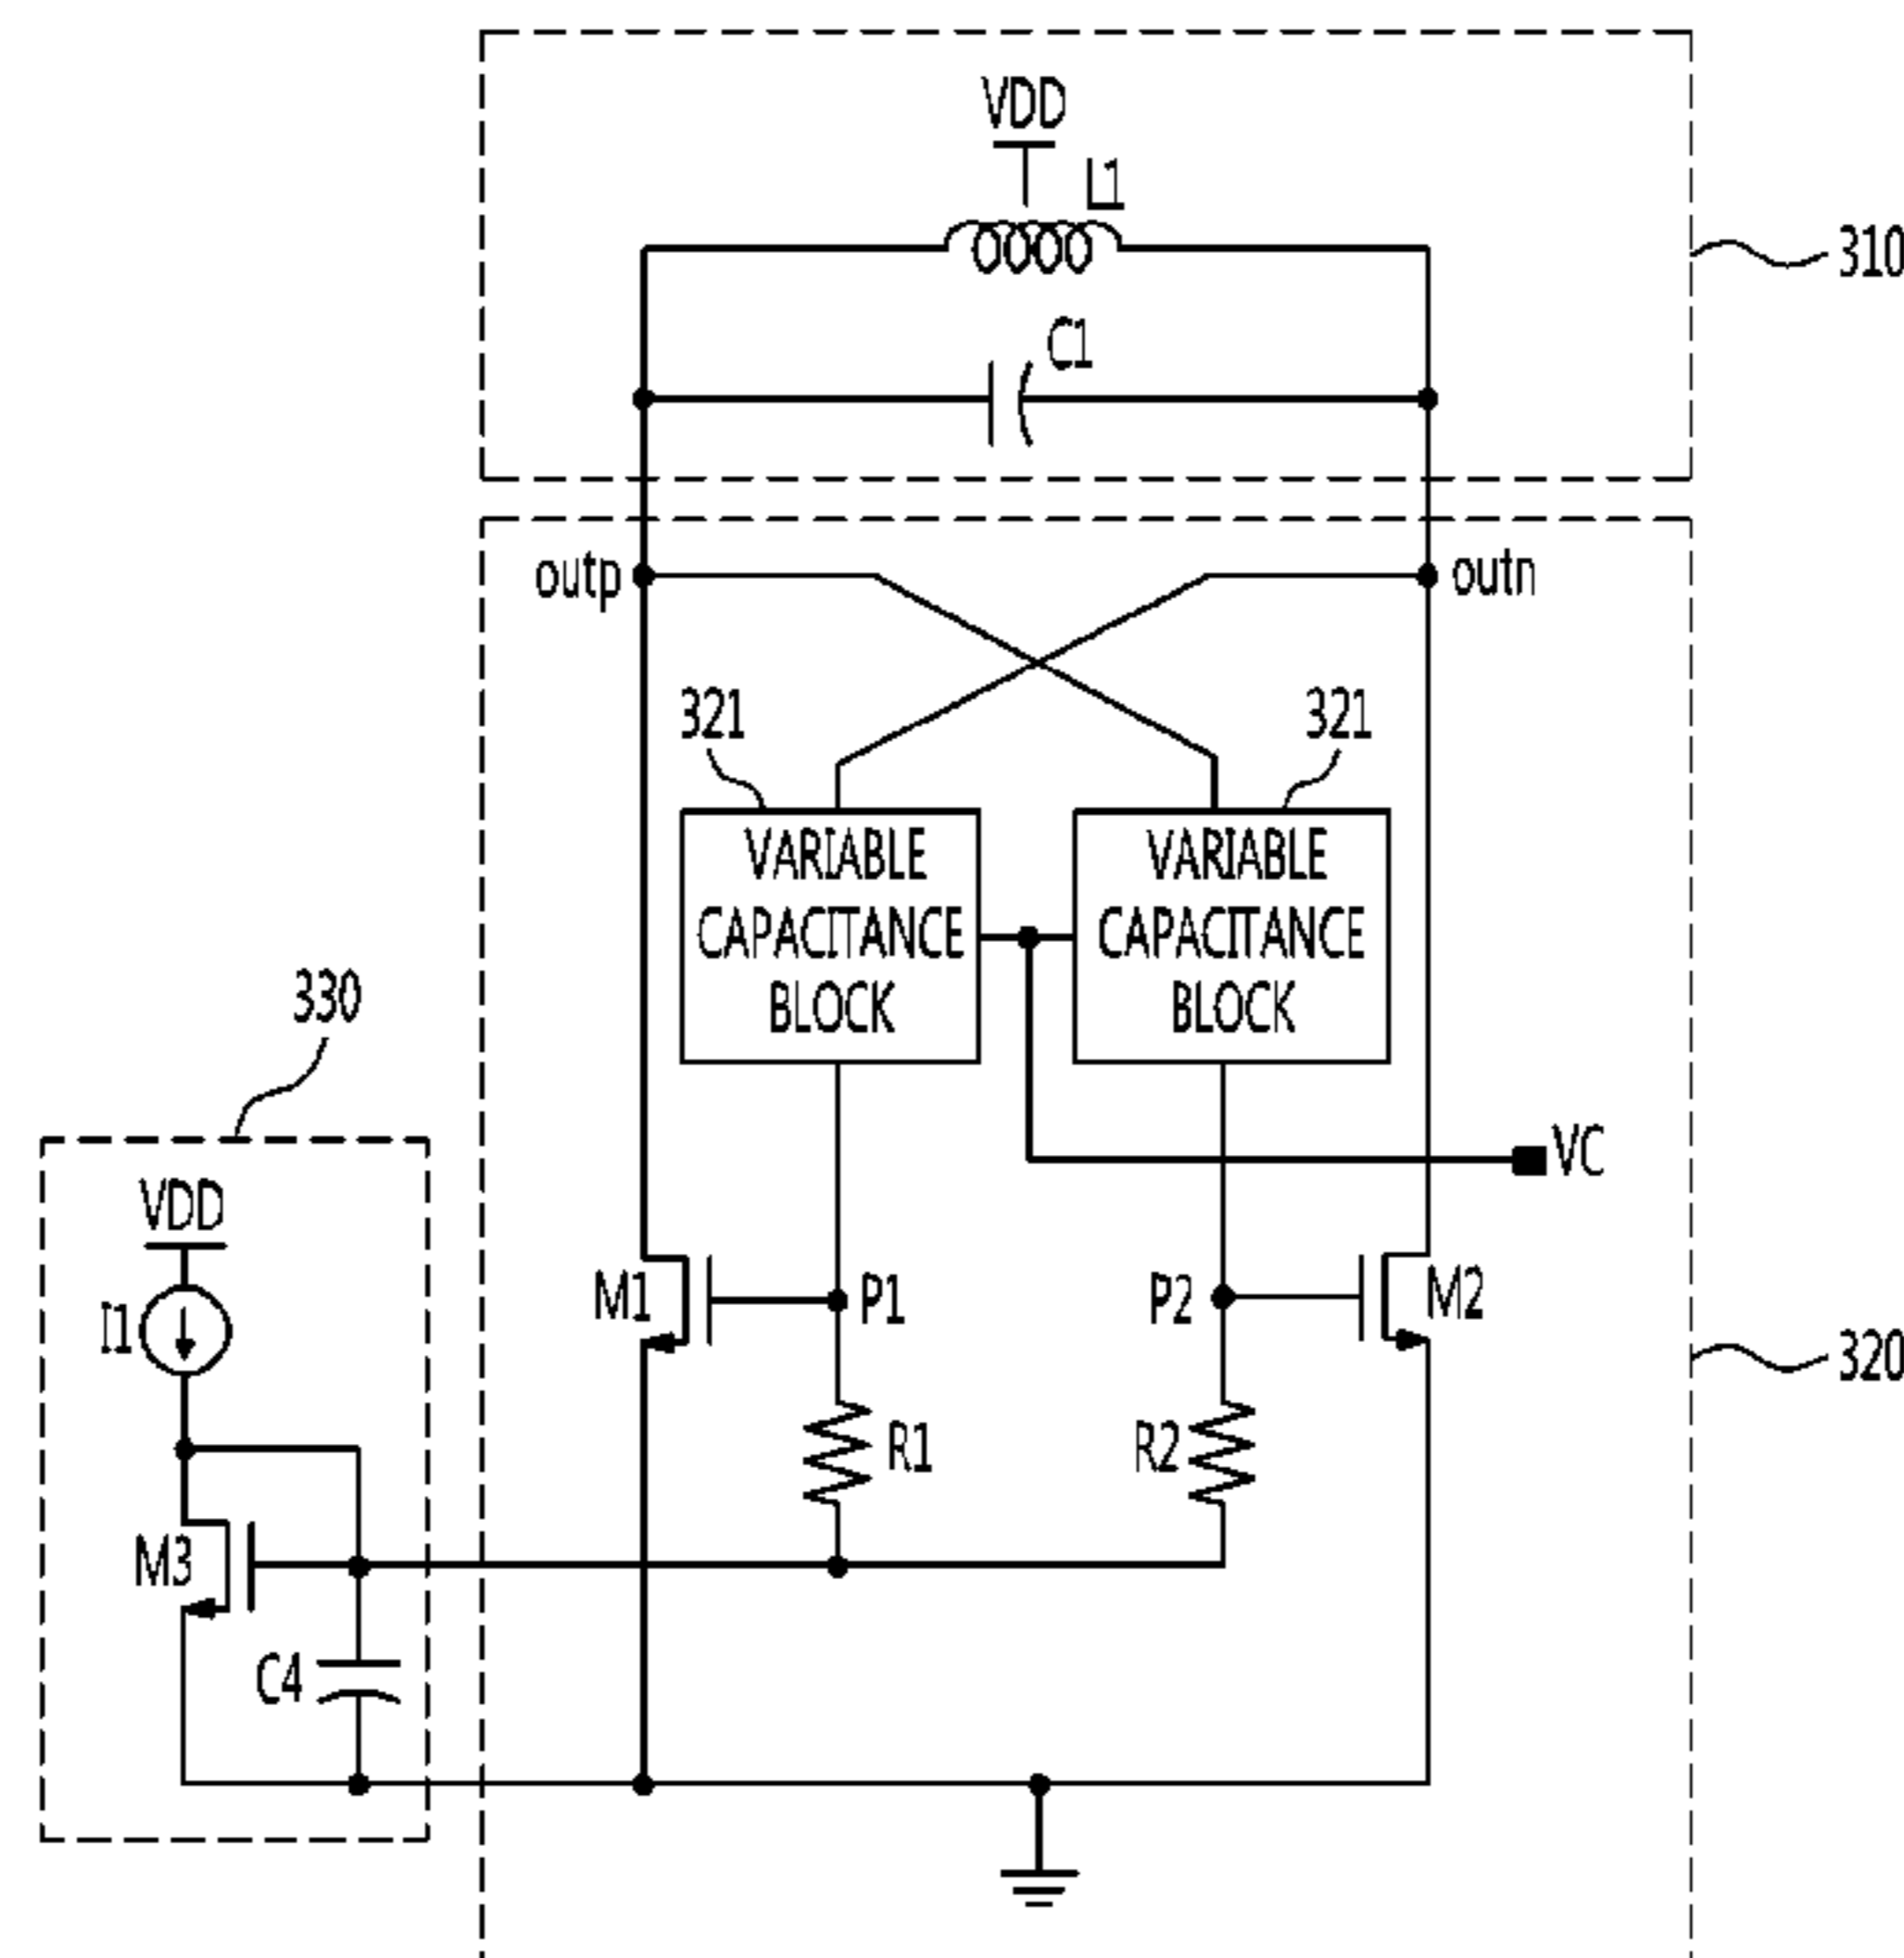 VDD
L1
310
C1
outp
outn
321
321
VARIABLE
CAPACITANCE
BLOCK
VARIABLE
CAPACITANCE
BLOCK
330
VC
VDD
I1
M1
P1
P2
M2
320
R1
R2
M3
C4